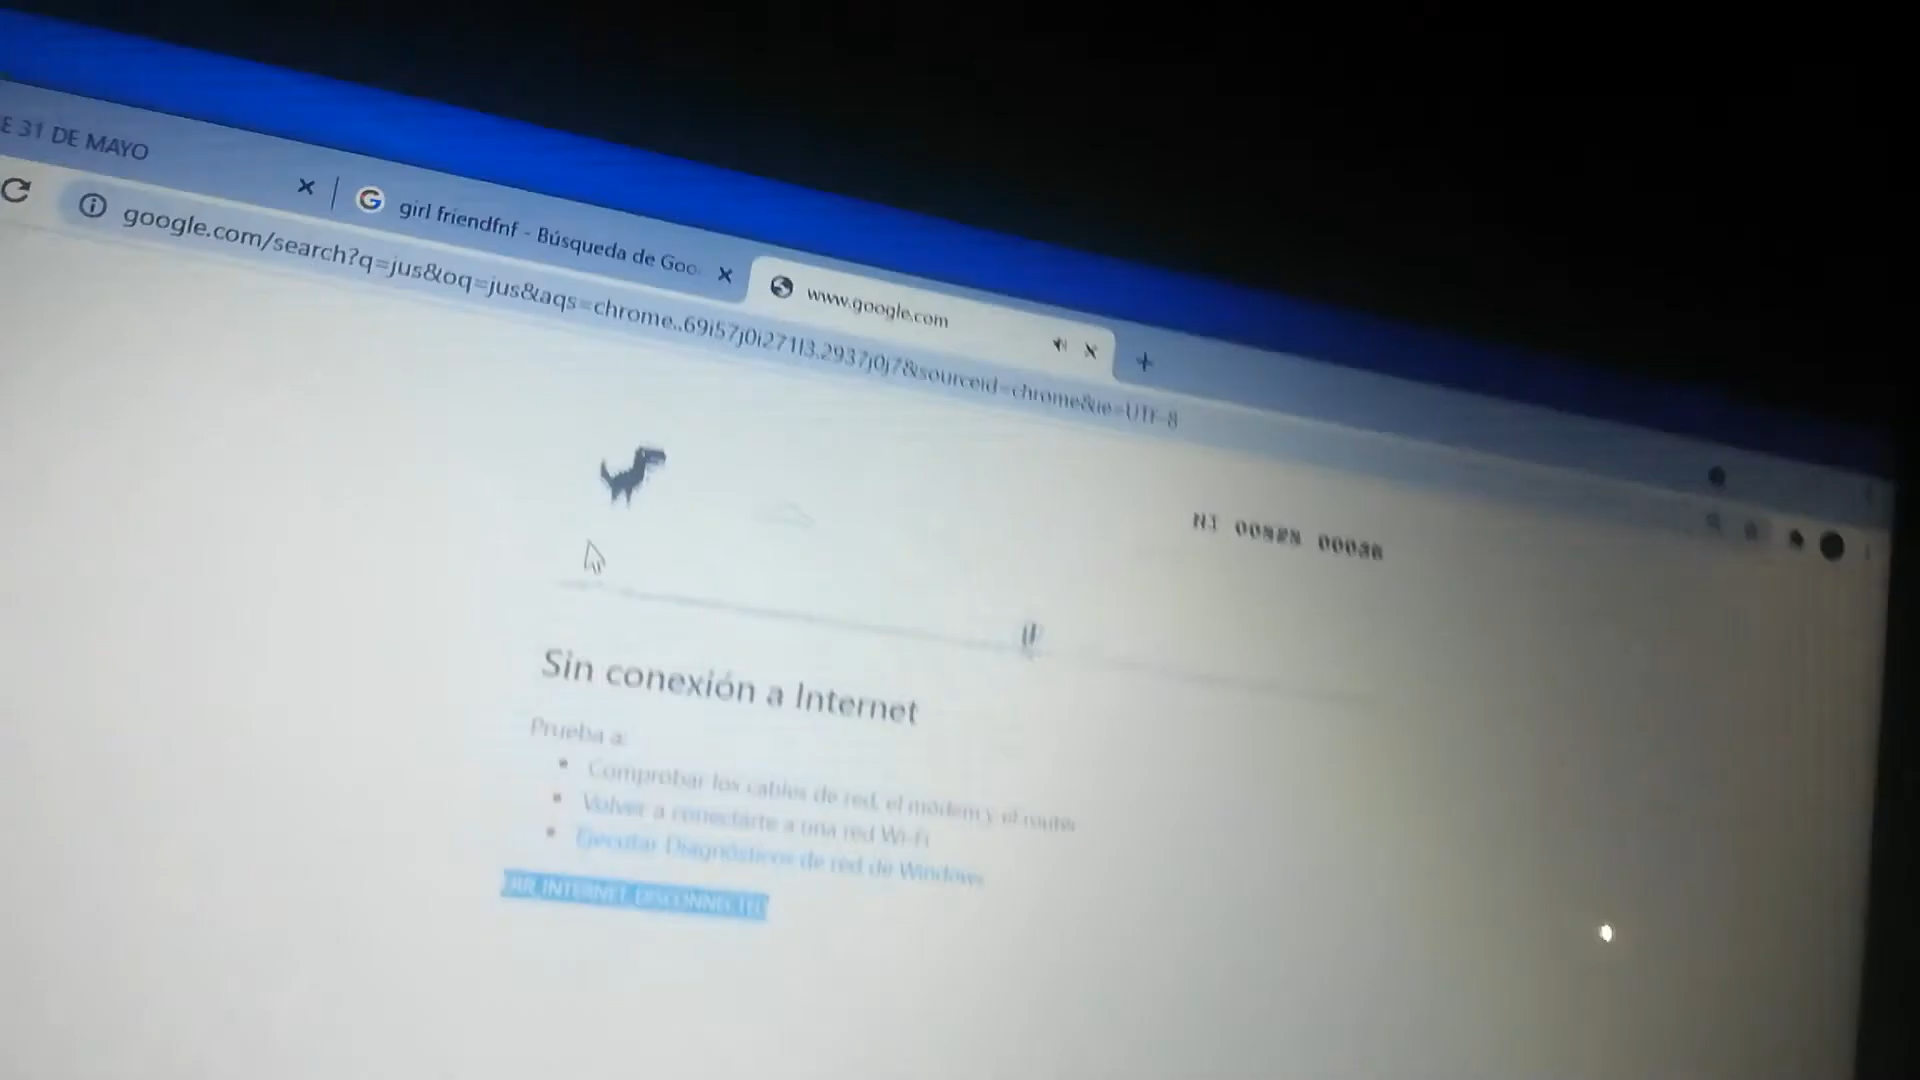 E 31 DE MAYO
girl friendfnf - Búsqueda de Goo
www.google.com
google.com/search?q=jus&oq=jus&aqs=chrome..69i57j0i271l3.2937j0j7&sourceid=chrome&ie=UTF-8
HI
Sin conexión a Internet
Prueba a:
Comprobar los cables de red, el módem y el router
Volver a conectarte a una red Wi-Fi
Ejecutar Diagnósticos de red de Windows
ERR_INTERNET_DISCONNECTED